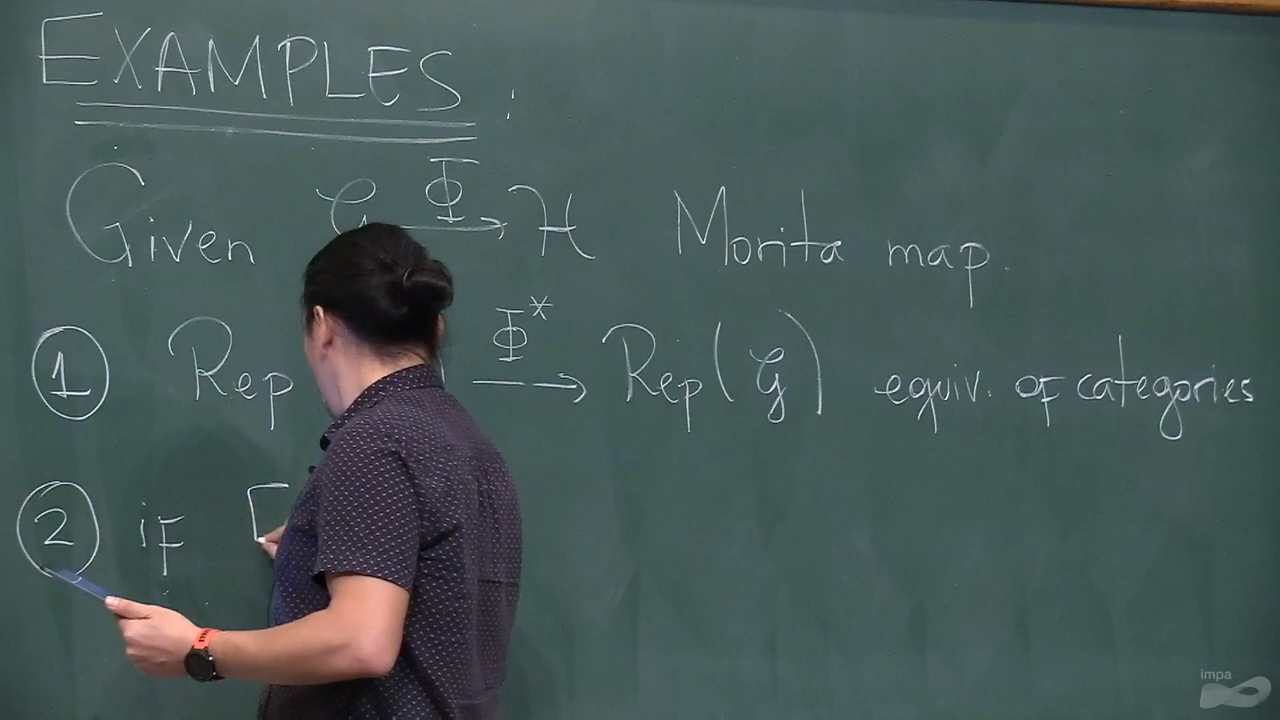 EXAMPLES:
Given 𝒢 Φ → ℋ Morita map.
① Rep ) Φ* → Rep(𝒢) equiv. of categories
② if
impa